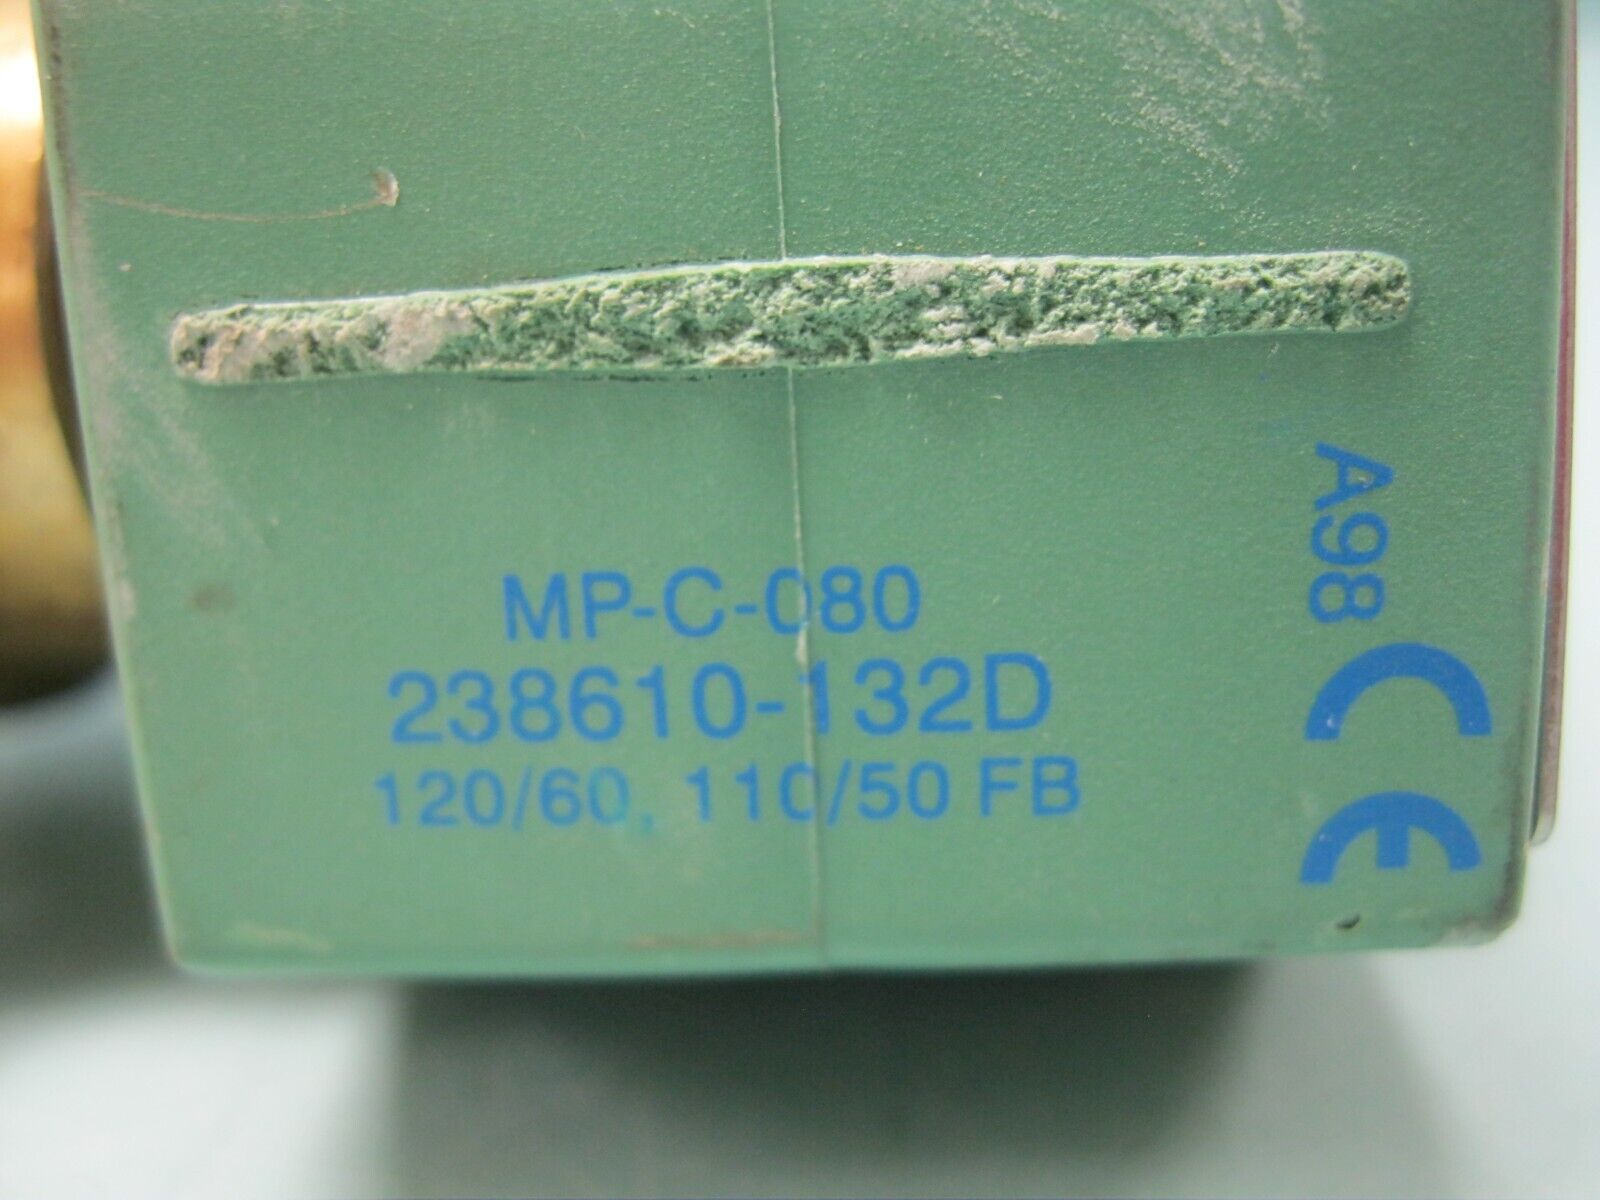 MP-C-080
238610-132D
120/60, 110/50 FB
A98 CE